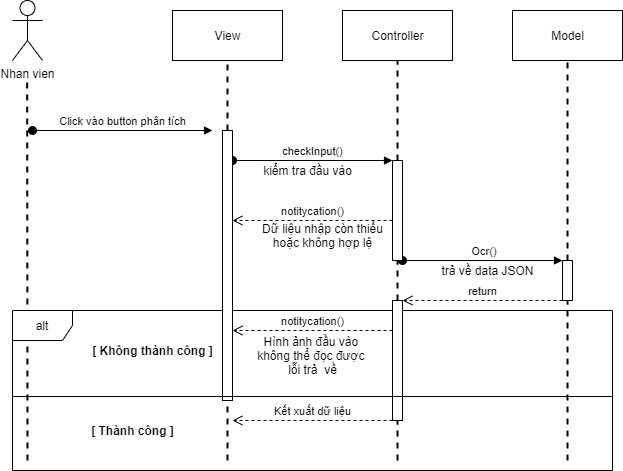 View
Controller
Model
Nhan vien
Click vào button phân tích
checkInput()
kiểm tra đầu vào
notitycation()
Dữ liệu nhập còn thiếu
hoặc không hợp lệ
Ocr()
trả về data JSON
return
alt
notitycation()
[ Không thành công ]
Hình ảnh đầu vào
không thể đọc được
lỗi trả về
Kết xuất dữ liệu
[ Thành công ]